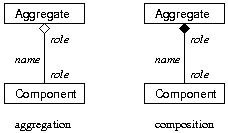 Aggregate
role
name
role
Component
aggregation
Aggregate
role
name
role
Component
composition